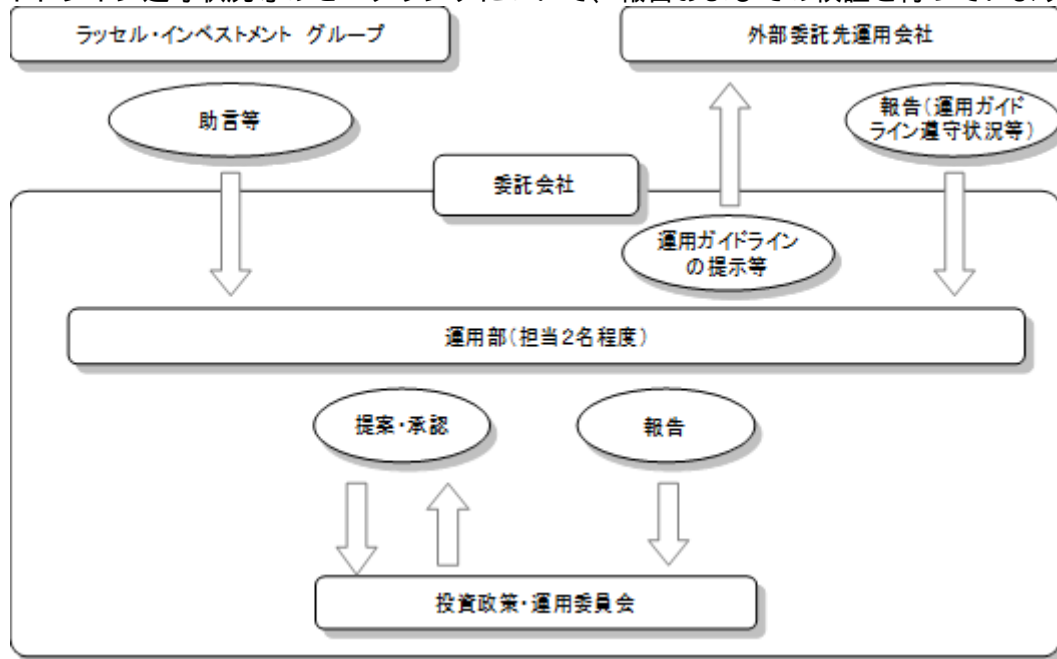 ラッセル・インベストメント グループ
外部委託先運用会社
助言等
報告(運用ガイド
ライン遵守状況等)
委託会社
運用ガイドライン
の提示等
運用部(担当2名程度)
提案・承認
報告
投資政策・運用委員会